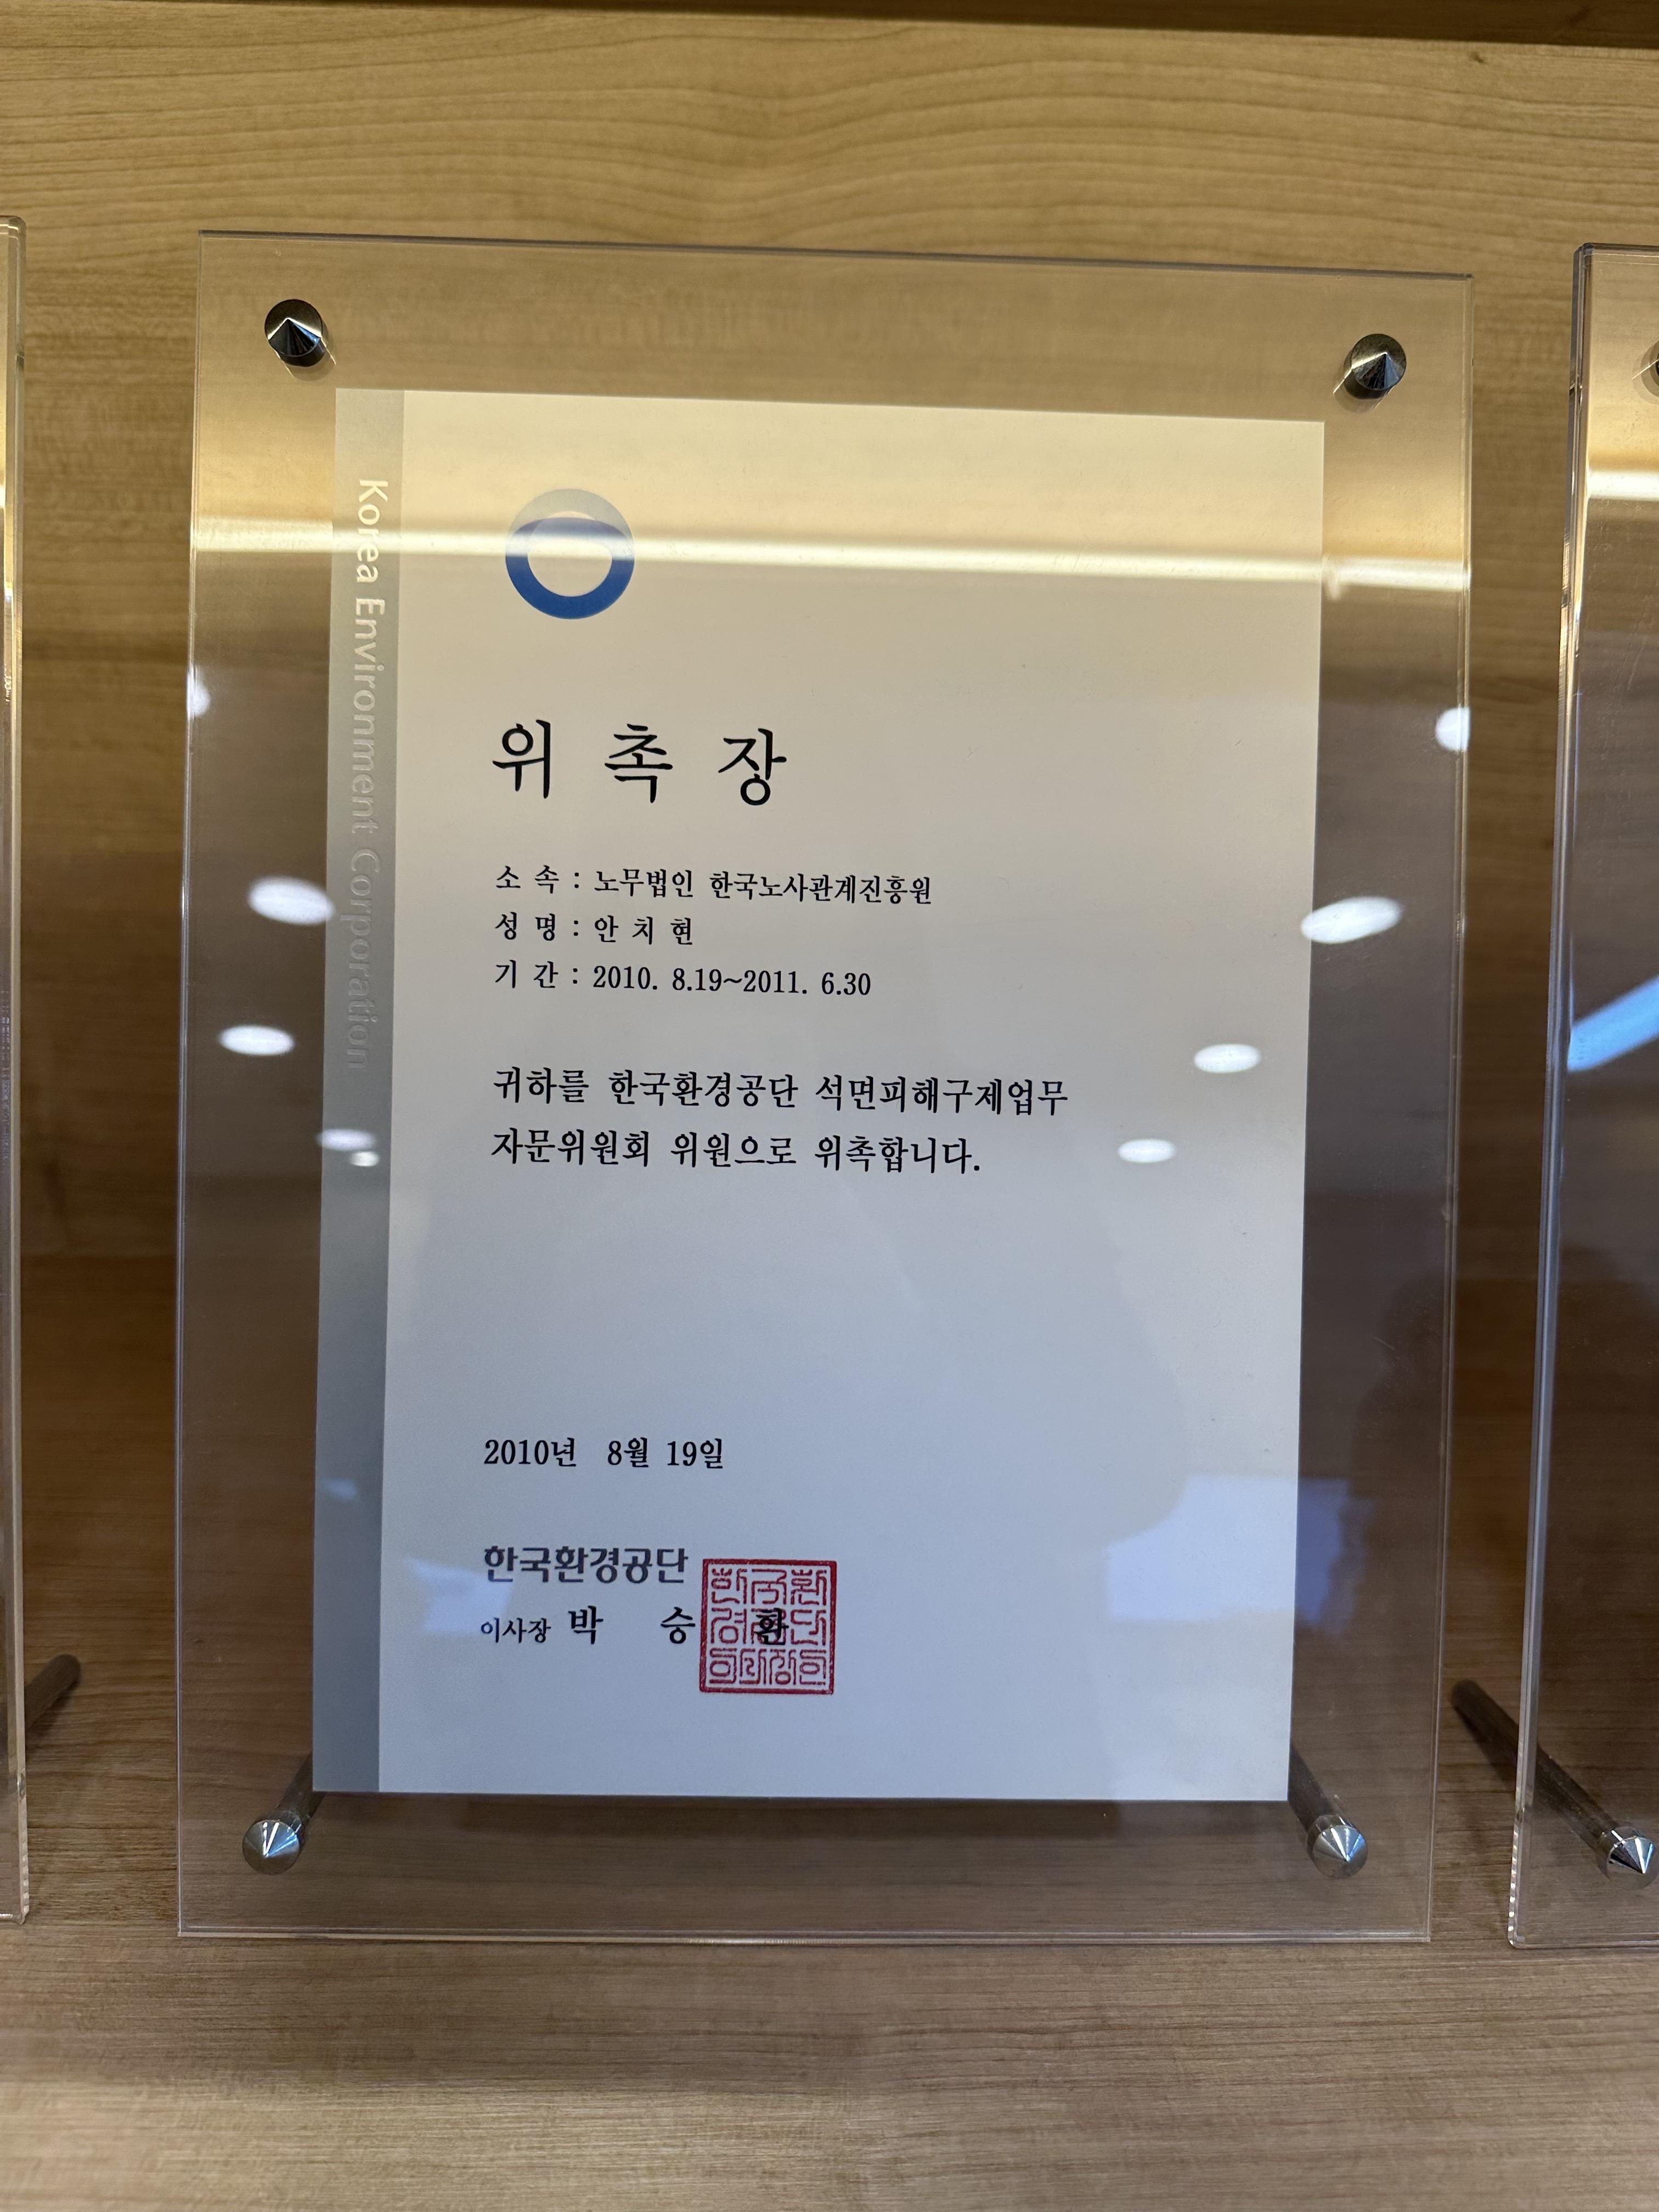 Korea Environment Corporation
위 촉 장
소 속 : 노무법인 한국노사관계진흥원
성 명 : 안 치 현
기 간 : 2010. 8.19~2011. 6.30
귀하를 한국환경공단 석면피해구제업무
자문위원회 위원으로 위촉합니다.
2010년 8월 19일
한국환경공단
이사장 박 승 환